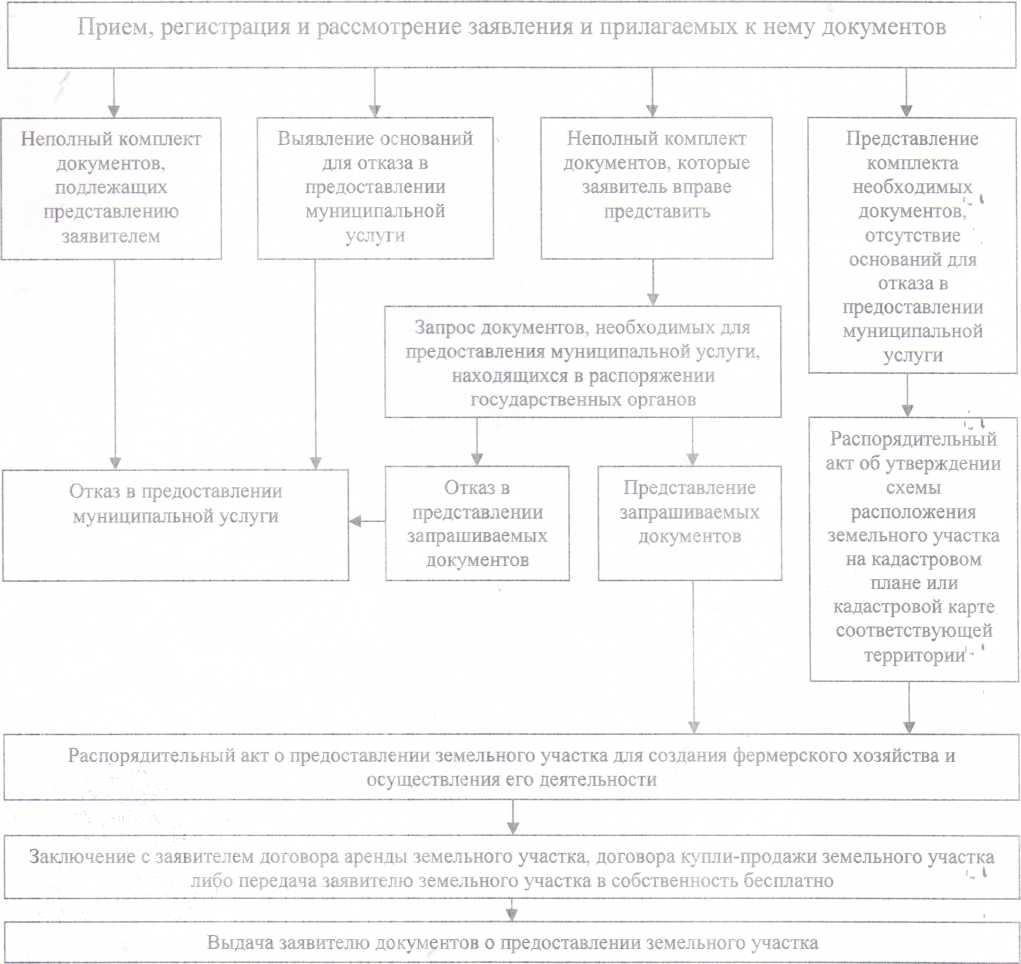 Прием, регистрация и рассмотрение заявления и прилагаемых к нему документов
Неполный комплект
документов,
подлежащих
представлению
заявителем
Выявление оснований
для отказа в
предоставлении
муниципальной
услуги
Неполный комплект
документов, которые
заявитель вправе
представить
Представление
комплекта
необходимых
документов,
отсутствие
оснований для
отказа в
предоставлении
муниципальной
услуги
Запрос документов, необходимых для
предоставления муниципальной услуги,
находящихся в распоряжении
государственных органов
Распорядительный
акт об утверждении
схемы
расположения
земельного участка
на кадастровом
плане или
кадастровой карте
соответствующей
территории
Отказ в предоставлении
муниципальной услуги
Отказ в
представлении
запрашиваемых
документов
Представление
запрашиваемых
документов
Распорядительный акт о предоставлении земельного участка для создания фермерского хозяйства и
осуществления его деятельности
Заключение с заявителем договора аренды земельного участка, договора купли-продажи земельного участка
либо передача заявителю земельного участка в собственность бесплатно
Выдача заявителю документов о предоставлении земельного участка